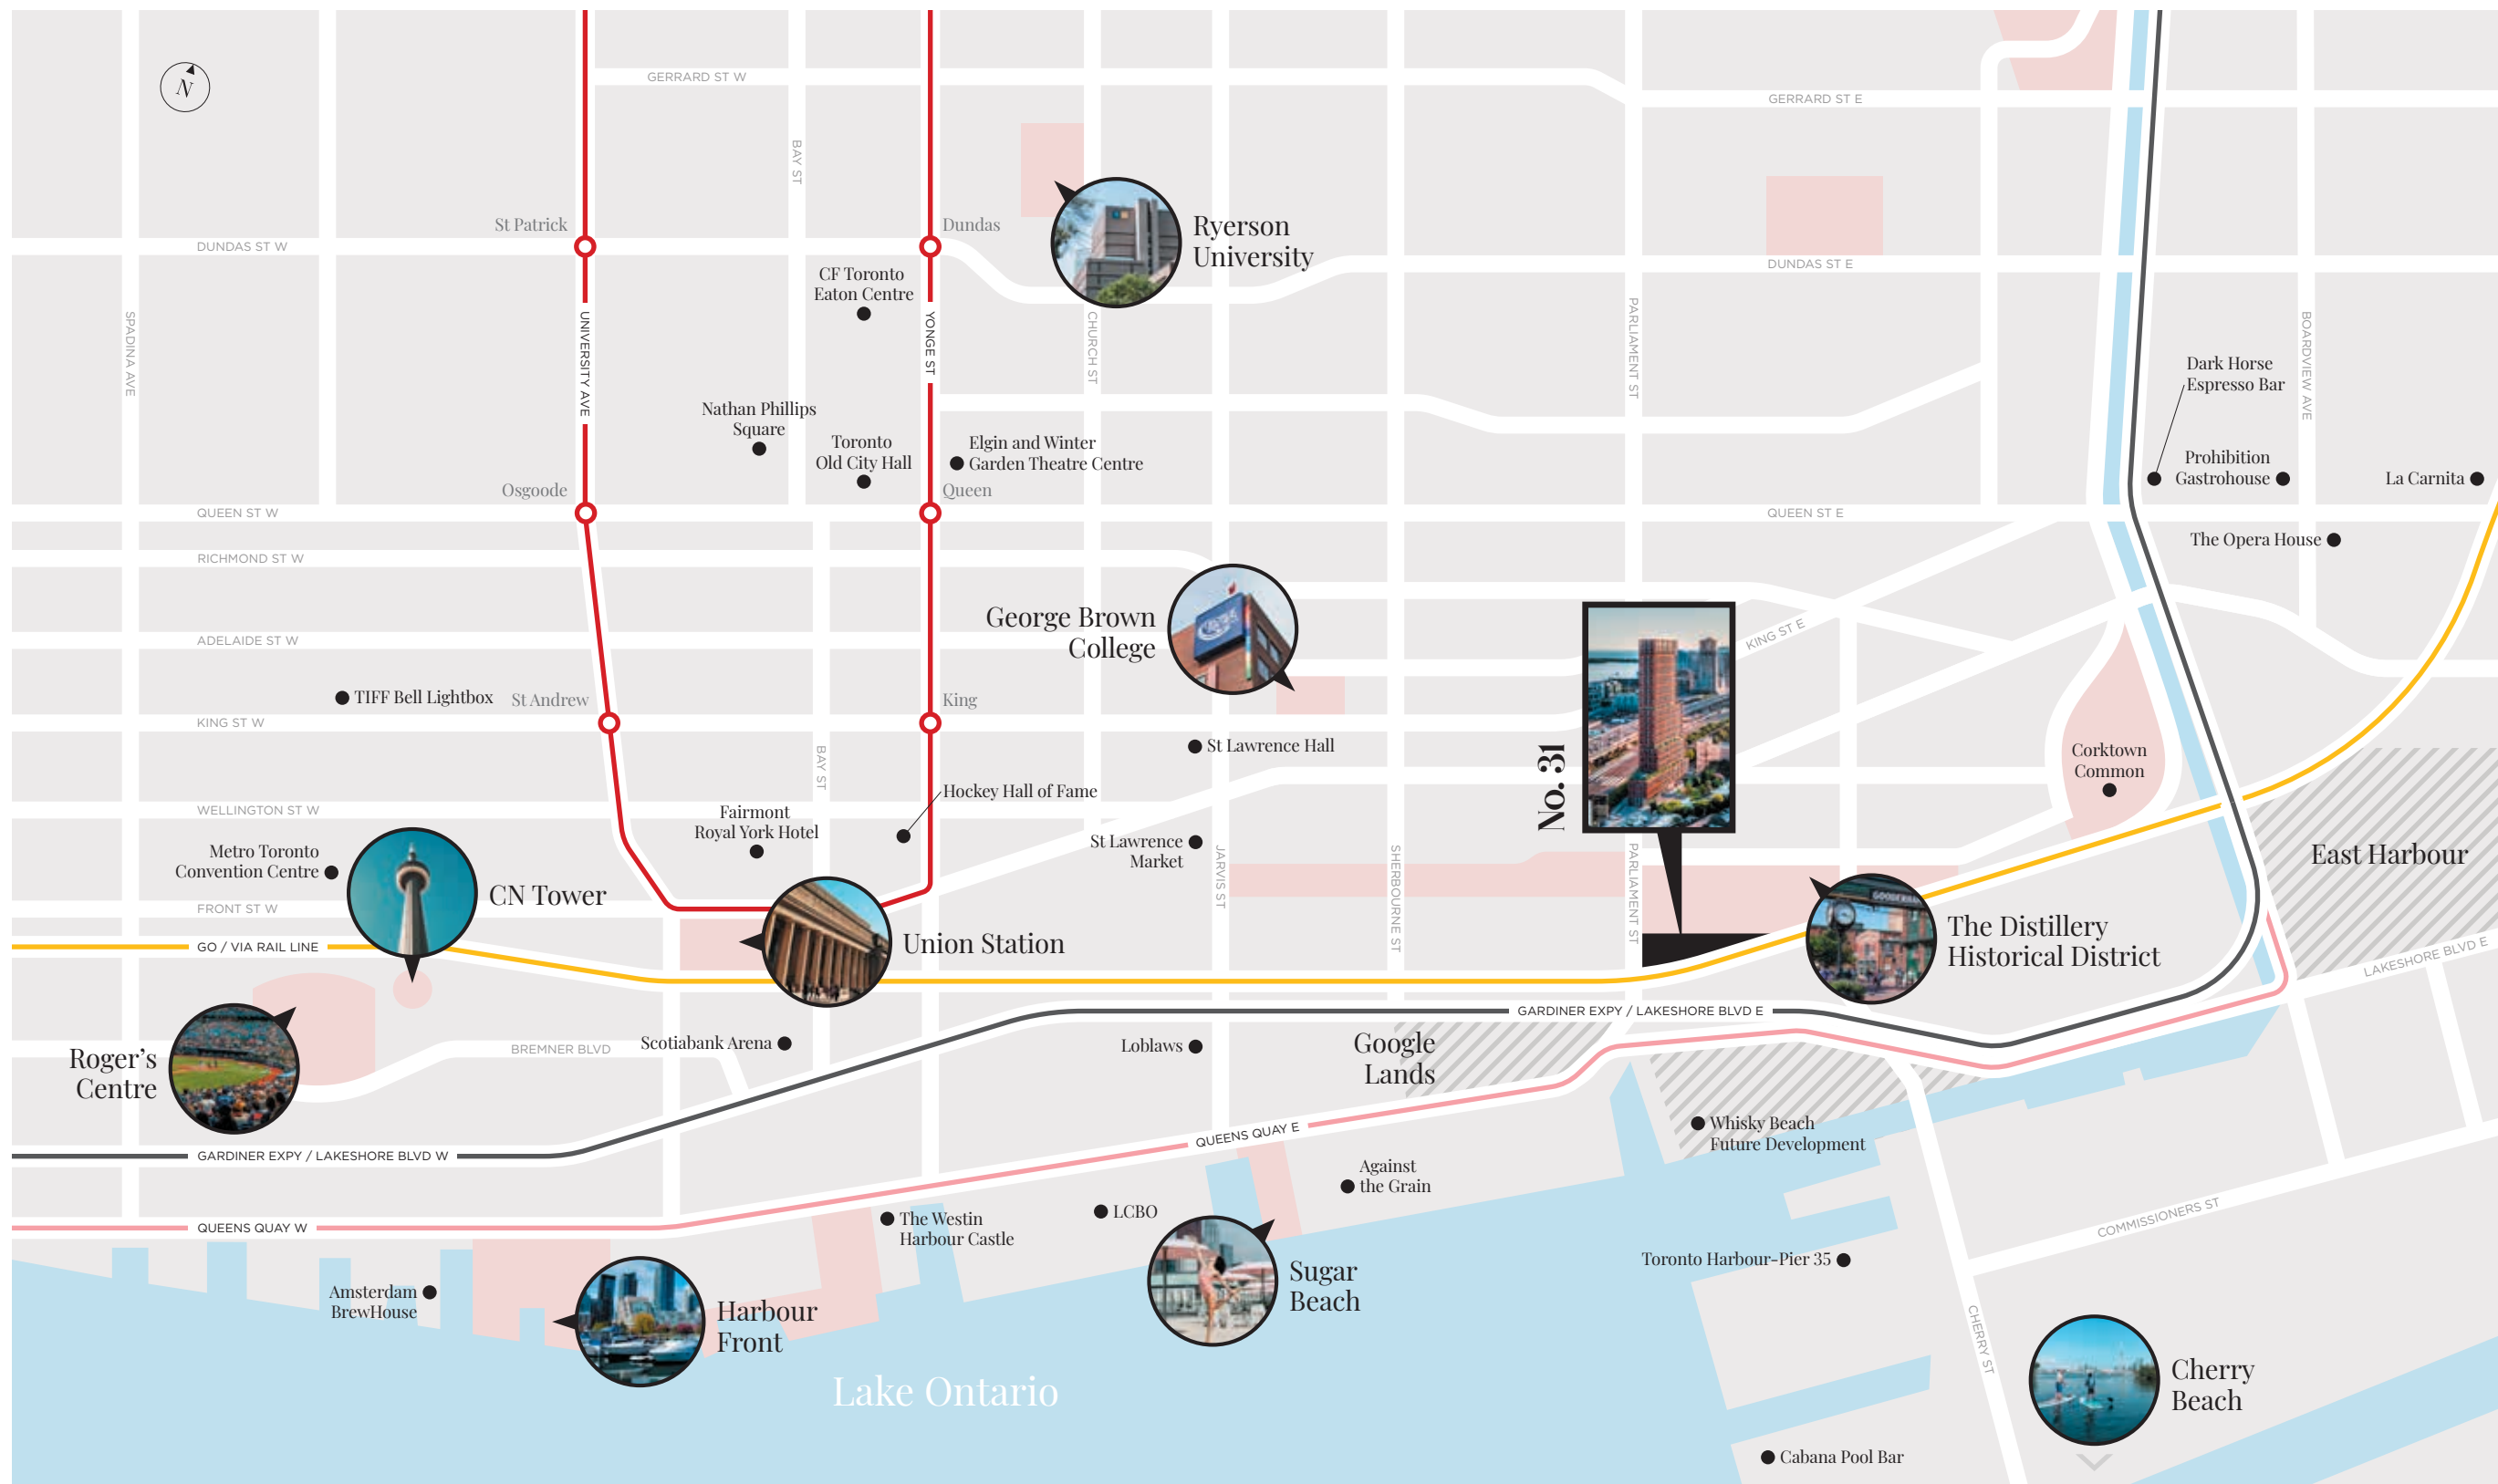 N
GERRARD ST W
GERRARD ST E
BAY ST
St Patrick
Dundas
Ryerson
University
DUNDAS ST W
DUNDAS ST E
CF Toronto
Eaton Centre
SPADINA AVE
UNIVERSITY AVE
YONGE ST
CHURCH ST
PARLIAMENT ST
BOARDVIEW AVE
Dark Horse
Espresso Bar
Nathan Phillips
Square
Toronto
Old City Hall
Elgin and Winter
Garden Theatre Centre
Prohibition
Gastrohouse
La Carnita
Osgoode
Queen
QUEEN ST W
QUEEN ST E
The Opera House
RICHMOND ST W
George Brown
College
ADELAIDE ST W
KING ST E
TIFF Bell Lightbox
St Andrew
King
KING ST W
St Lawrence Hall
BAY ST
No. 31
Corktown
Common
Hockey Hall of Fame
WELLINGTON ST W
Fairmont
Royal York Hotel
St Lawrence
Market
JARVIS ST
SHERBOURNE ST
PARLIAMENT ST
East Harbour
Metro Toronto
Convention Centre
CN Tower
FRONT ST W
The Distillery
Historical District
GO / VIA RAIL LINE
Union Station
LAKESHORE BLVD E
GARDINER EXPY / LAKESHORE BLVD E
Roger's
Centre
BREMNER BLVD
Scotiabank Arena
Loblaws
Google
Lands
Whisky Beach
Future Development
QUEENS QUAY E
GARDINER EXPY / LAKESHORE BLVD W
Against
the Grain
LCBO
The Westin
Harbour Castle
QUEENS QUAY W
COMMISSIONERS ST
Toronto Harbour-Pier 35
Amsterdam
BrewHouse
Harbour
Front
Sugar
Beach
CHERRY ST
Lake Ontario
Cherry
Beach
Cabana Pool Bar